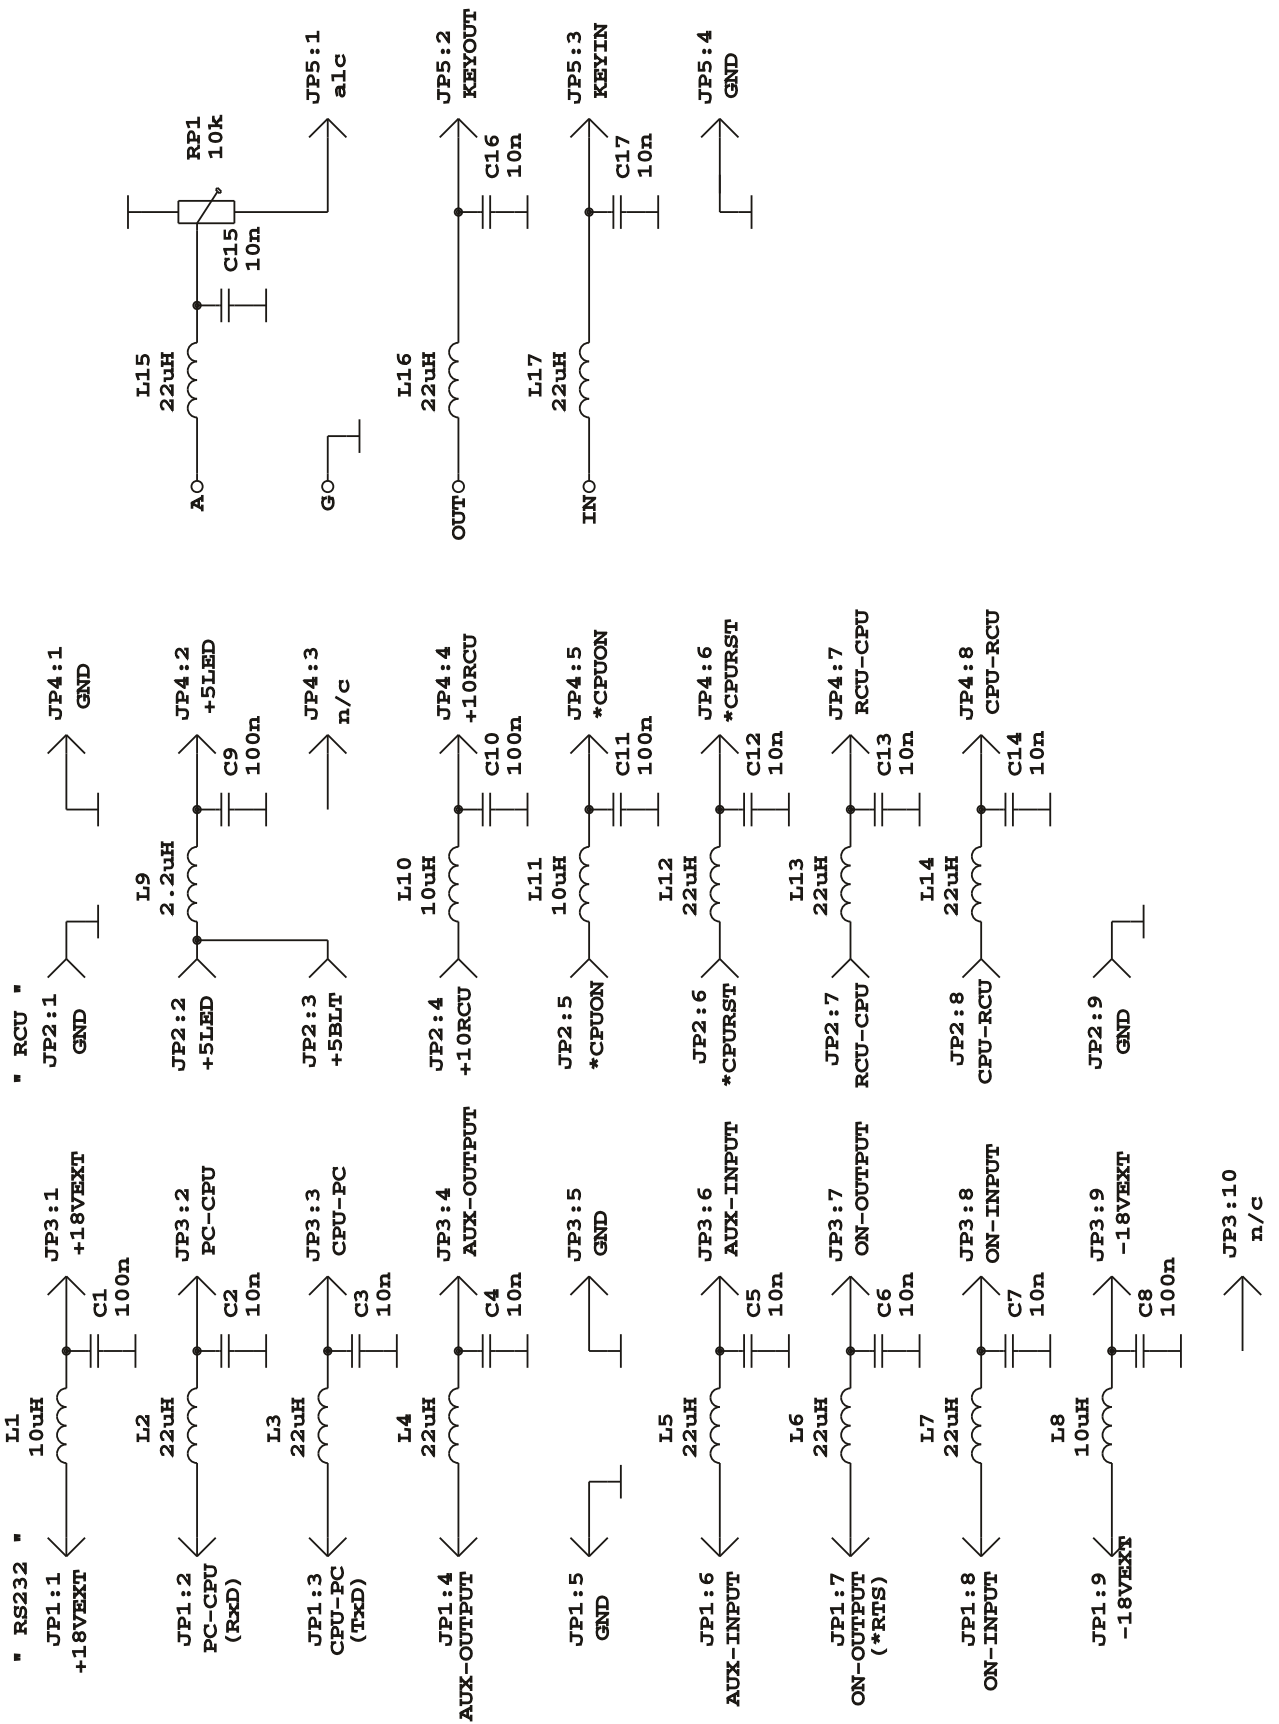 " RS232 "
JP1:1
+18VEXT
L1
10uH
C1
100n
JP3:1
+18VEXT
JP1:2
PC-CPU
(RxD)
L2
22uH
C2
10n
JP3:2
PC-CPU
JP1:3
CPU-PC
(TxD)
L3
22uH
C3
10n
JP3:3
CPU-PC
JP1:4
AUX-OUTPUT
L4
22uH
C4
10n
JP3:4
AUX-OUTPUT
JP1:5
GND
JP3:5
GND
JP1:6
AUX-INPUT
L5
22uH
C5
10n
JP3:6
AUX-INPUT
JP1:7
ON-OUTPUT
(*RTS)
L6
22uH
C6
10n
JP3:7
ON-OUTPUT
JP1:8
ON-INPUT
L7
22uH
C7
10n
JP3:8
ON-INPUT
JP1:9
-18VEXT
L8
10uH
C8
100n
JP3:9
-18VEXT
JP3:10
n/c
" RCU "
JP2:1
GND
JP4:1
GND
JP2:2
+5LED
L9
2.2uH
C9
100n
JP4:2
+5LED
JP2:3
+5BLT
JP4:3
n/c
JP2:4
+10RCU
L10
10uH
C10
100n
JP4:4
+10RCU
JP2:5
*CPUON
L11
10uH
C11
100n
JP4:5
*CPUON
JP2:6
*CPURST
L12
22uH
C12
10n
JP4:6
*CPURST
JP2:7
RCU-CPU
L13
22uH
C13
10n
JP4:7
RCU-CPU
JP2:8
CPU-RCU
L14
22uH
C14
10n
JP4:8
CPU-RCU
JP2:9
GND
A
L15
22uH
C15
10n
RP1
10k
JP5:1
alc
G
OUT
L16
22uH
C16
10n
JP5:2
KEYOUT
IN
L17
22uH
C17
10n
JP5:3
KEYIN
JP5:4
GND